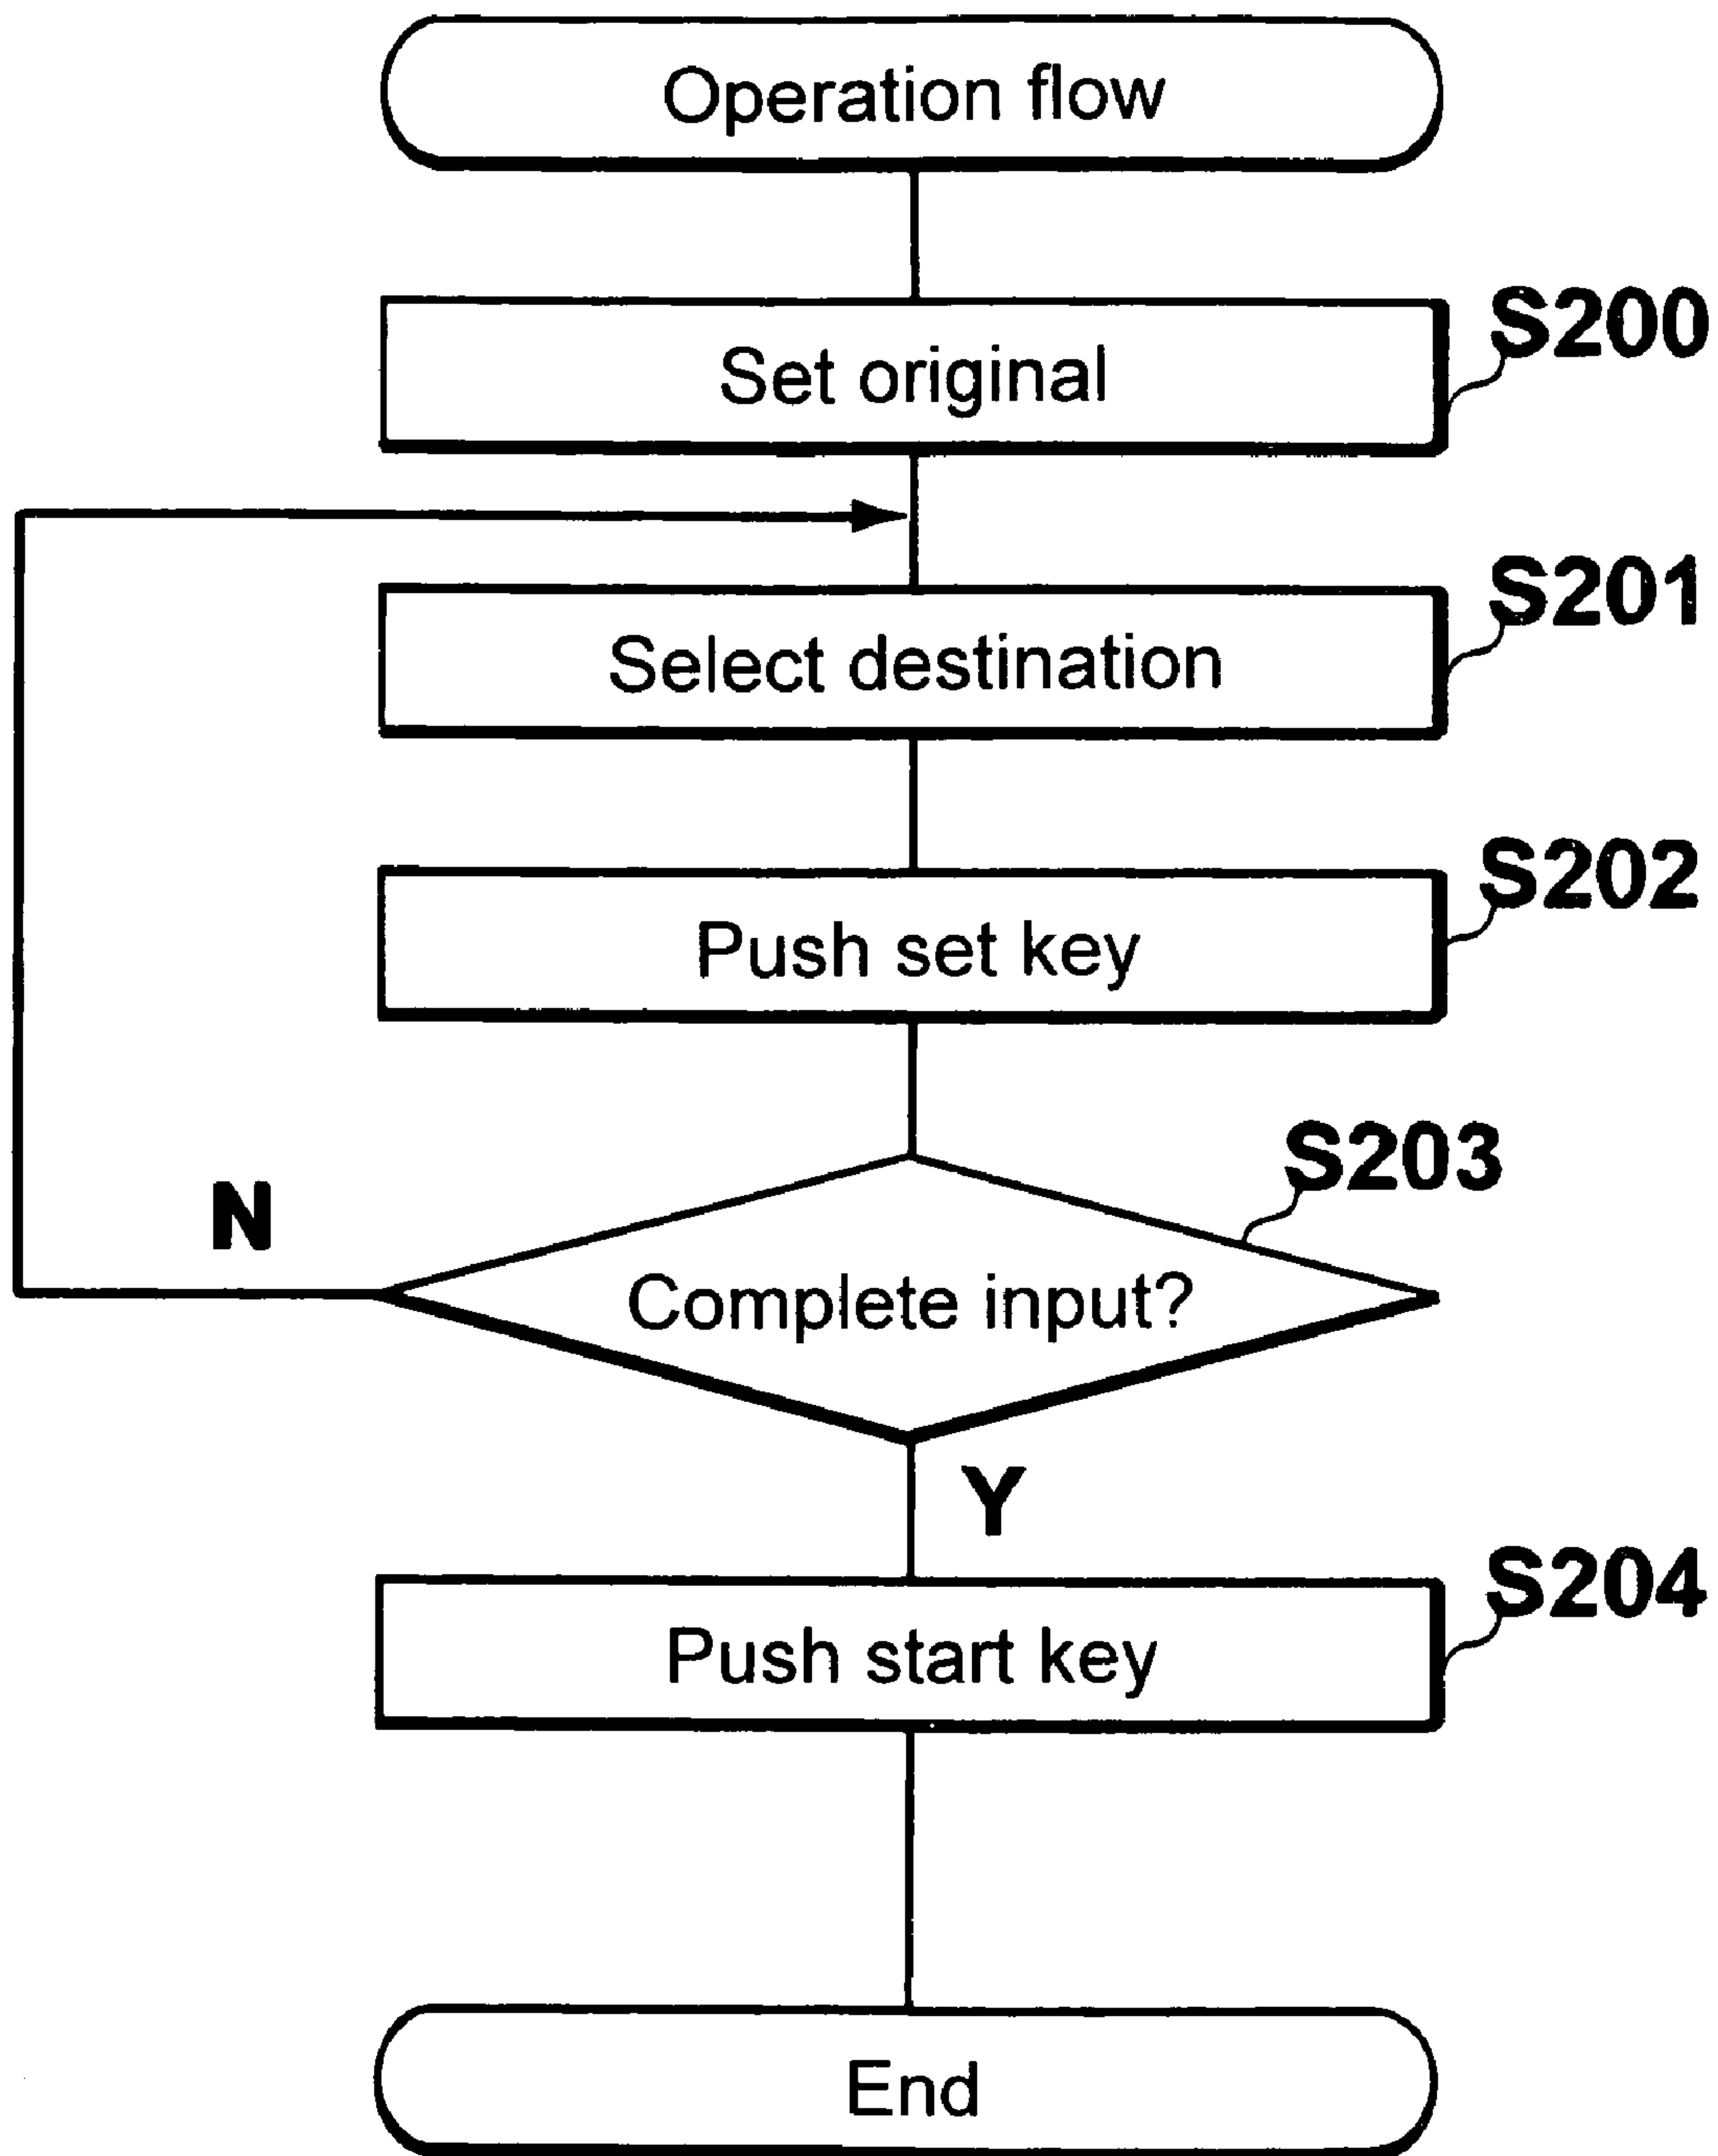 Operation flow
Set original
S200
Select destination
S201
Push set key
S202
S203
N
Complete input?
Y
Push start key
S204
End